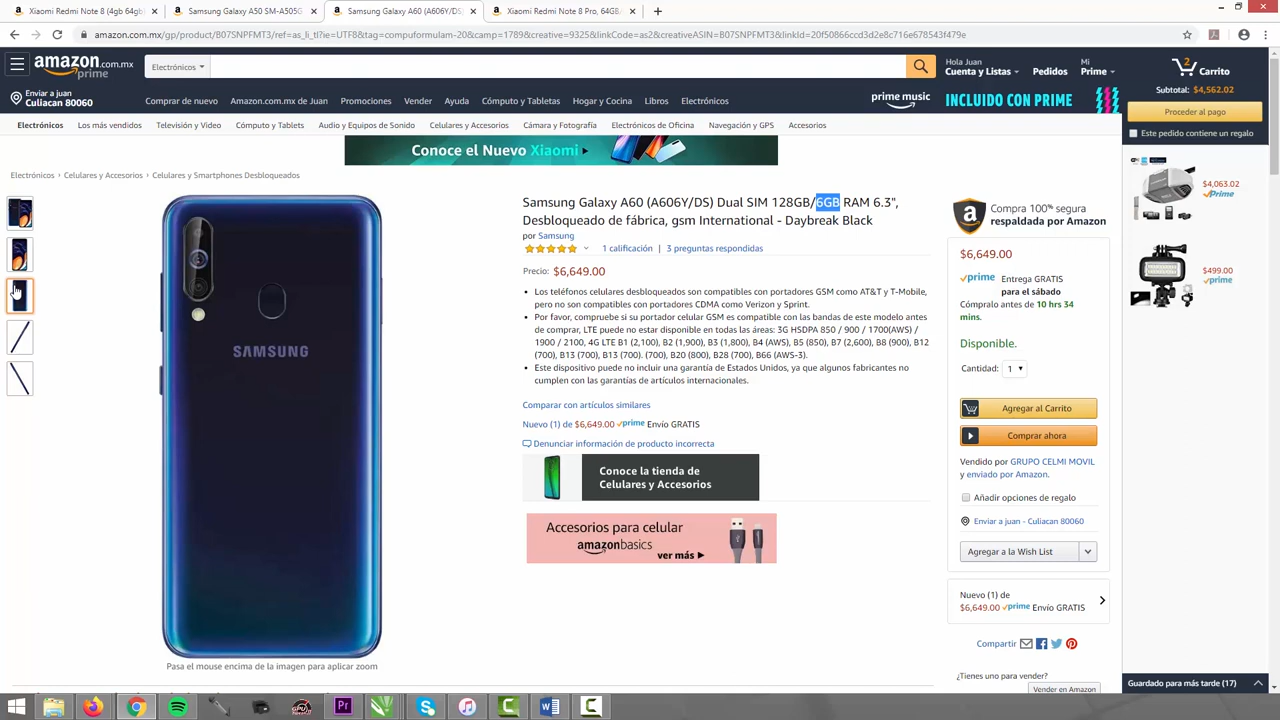 Xiaomi Redmi Note 8 (4gb 64gb
Samsung Galaxy A50 SM-A505G
Samsung Galaxy A60 (A606Y/DS)
Xiaomi Redmi Note 8 Pro, 64GB
amazon.com.mx/gp/product/B07SNPFMT3/ref=as_li_tl?ie=UTF8&tag=compuformulam-20&camp=1789&creative=9325&linkCode=as2&creativeASIN=B07SNPFMT3&linkId=20f50866ccd3d2e8c716e678543f479e
amazon.com.mx
prime
Electrónicos
Hola Juan
Cuenta y Listas
Pedidos
Mi
Prime
2
Carrito
Subtotal: $4,562.02
Proceder al pago
Este pedido contiene un regalo
Enviar a juan
Culiacan 80060
Comprar de nuevo
Amazon.com.mx de Juan
Promociones
Vender
Ayuda
Cómputo y Tabletas
Hogar y Cocina
Libros
Electrónicos
prime music
INCLUIDO CON PRIME
Electrónicos
Los más vendidos
Televisión y Video
Cómputo y Tablets
Audio y Equipos de Sonido
Celulares y Accesorios
Cámara y Fotografía
Electrónicos de Oficina
Navegación y GPS
Accesorios
Conoce el Nuevo Xiaomi
Electrónicos › Celulares y Accesorios › Celulares y Smartphones Desbloqueados
SAMSUNG
Pasa el mouse encima de la imagen para aplicar zoom
Samsung Galaxy A60 (A606Y/DS) Dual SIM 128GB/6GB RAM 6.3",
Desbloqueado de fábrica, gsm International - Daybreak Black
por Samsung
1 calificación | 3 preguntas respondidas
Precio: $6,649.00
• Los teléfonos celulares desbloqueados son compatibles con portadores GSM como AT&T y T-Mobile,
pero no son compatibles con portadores CDMA como Verizon y Sprint.
• Por favor, compruebe si su portador celular GSM es compatible con las bandas de este modelo antes
de comprar, LTE puede no estar disponible en todas las áreas: 3G HSDPA 850 / 900 / 1700(AWS) /
1900 / 2100, 4G LTE B1 (2,100), B2 (1,900), B3 (1,800), B4 (AWS), B5 (850), B7 (2,600), B8 (900), B12
(700), B13 (700), B13 (700). (700), B20 (800), B28 (700), B66 (AWS-3).
• Este dispositivo puede no incluir una garantía de Estados Unidos, ya que algunos fabricantes no
cumplen con las garantías de artículos internacionales.
Comparar con artículos similares
Nuevo (1) de $6,649.00 prime Envío GRATIS
Denunciar información de producto incorrecta
Conoce la tienda de
Celulares y Accesorios
Accesorios para celular
amazonbasics
ver más
Compra 100% segura
respaldada por Amazon
$6,649.00
prime Entrega GRATIS
para el sábado
Cómpralo antes de 10 hrs 34
mins.
Disponible.
Cantidad: 1
Agregar al Carrito
Comprar ahora
Vendido por GRUPO CELMI MOVIL
y enviado por Amazon.
Añadir opciones de regalo
Enviar a juan - Culiacan 80060
Agregar a la Wish List
Nuevo (1) de
$6,649.00 prime Envío GRATIS
Compartir
¿Tienes uno para vender?
Vender en Amazon
$4,063.02
prime
$499.00
prime
Guardado para más tarde (17)